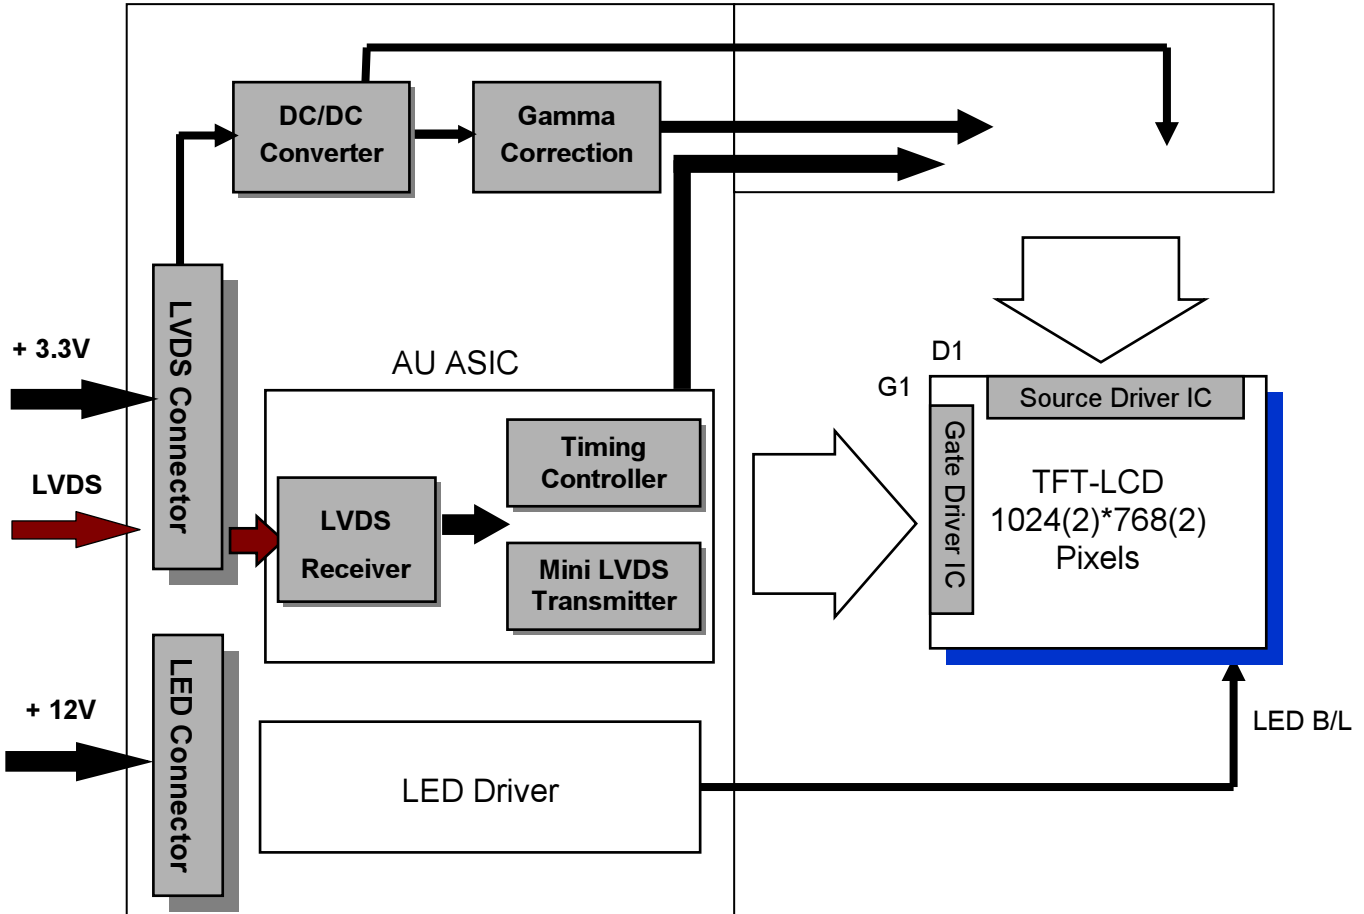 DC/DC
Converter
Gamma
Correction
+ 3.3V
LVDS Connector
LVDS
AU ASIC
Timing
Controller
LVDS
Receiver
Mini LVDS
Transmitter
D1
G1
Source Driver IC
Gate Driver IC
TFT-LCD
1024(2)*768(2)
Pixels
+ 12V
LED Connector
LED Driver
LED B/L